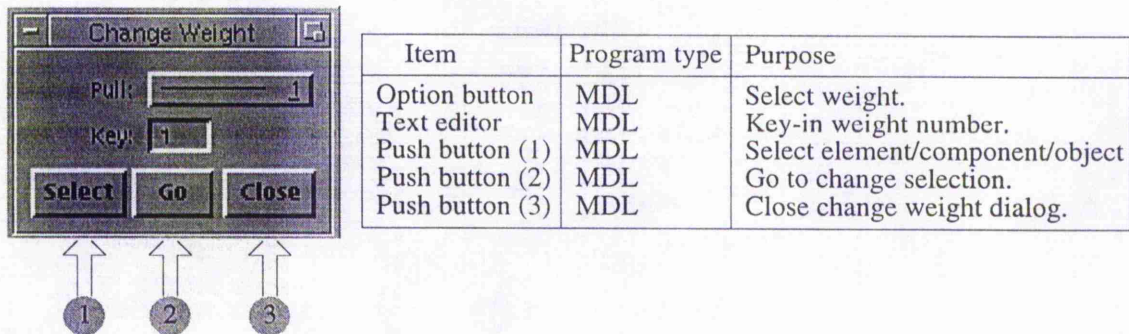 Change Weight
Pull: 1
Key: 1
Select Go Close
1 2 3
Item Program type Purpose
Option button MDL Select weight.
Text editor MDL Key-in weight number.
Push button (1) MDL Select element/component/object
Push button (2) MDL Go to change selection.
Push button (3) MDL Close change weight dialog.